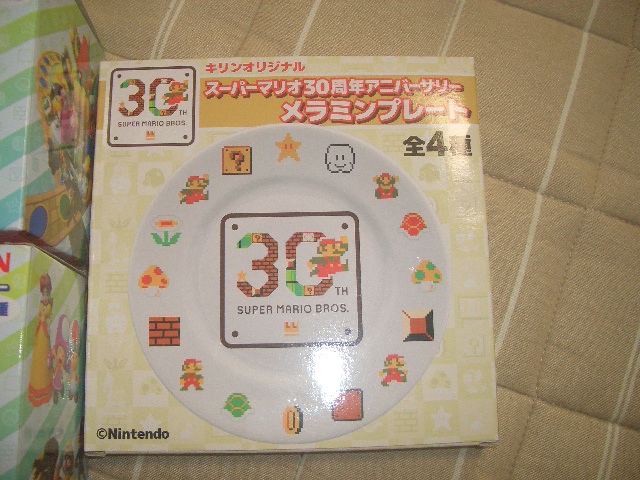 キリンオリジナル
スーパーマリオ30周年アニバーサリー
メラミンプレート
全4種
30TH
SUPER MARIO BROS.
30TH
SUPER MARIO BROS.
©Nintendo
N